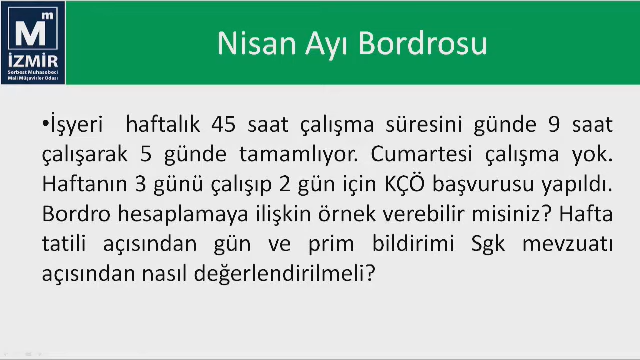 Mm
İZMİR
Serbest Muhasebeci
Mali Müşavirler Odası
Nisan Ayı Bordrosu
•İşyeri haftalık 45 saat çalışma süresini günde 9 saat
çalışarak 5 günde tamamlıyor. Cumartesi çalışma yok.
Haftanın 3 günü çalışıp 2 gün için KÇÖ başvurusu yapıldı.
Bordro hesaplamaya ilişkin örnek verebilir misiniz? Hafta
tatili açısından gün ve prim bildirimi Sgk mevzuatı
açısından nasıl değerlendirilmeli?